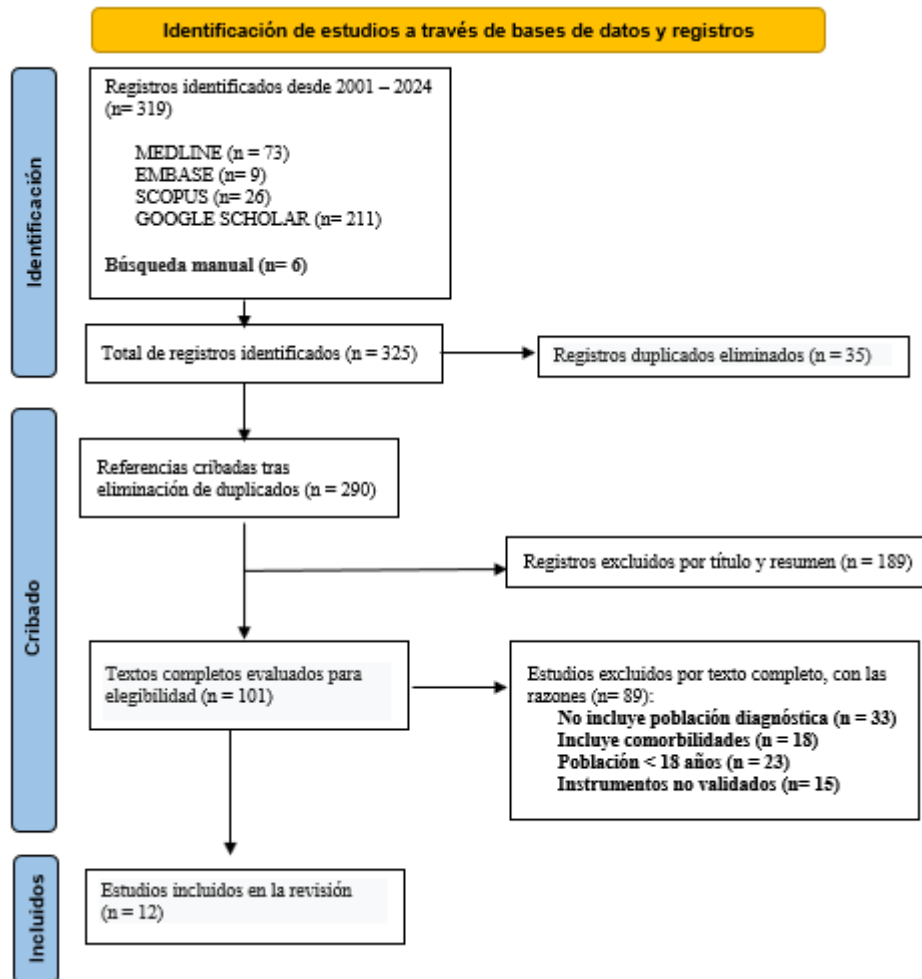 Identificación de estudios a través de bases de datos y registros
Identificación
Registros identificados desde 2001 – 2024
(n= 319)
MEDLINE (n = 73)
EMBASE (n = 9)
SCOPUS (n= 26)
GOOGLE SCHOLAR (n= 211)
Búsqueda manual (n= 6)
Total de registros identificados (n = 325)
Registros duplicados eliminados (n = 35)
Cribado
Referencias cribadas tras
eliminación de duplicados (n = 290)
Registros excluidos por título y resumen (n = 189)
Textos completos evaluados para
elegibilidad (n = 101)
Estudios excluidos por texto completo, con las
razones (n= 89):
No incluye población diagnóstica (n = 33)
Incluye comorbilidades (n = 18)
Población < 18 años (n = 23)
Instrumentos no validados (n= 15)
Incluidos
Estudios incluidos en la revisión
(n = 12)